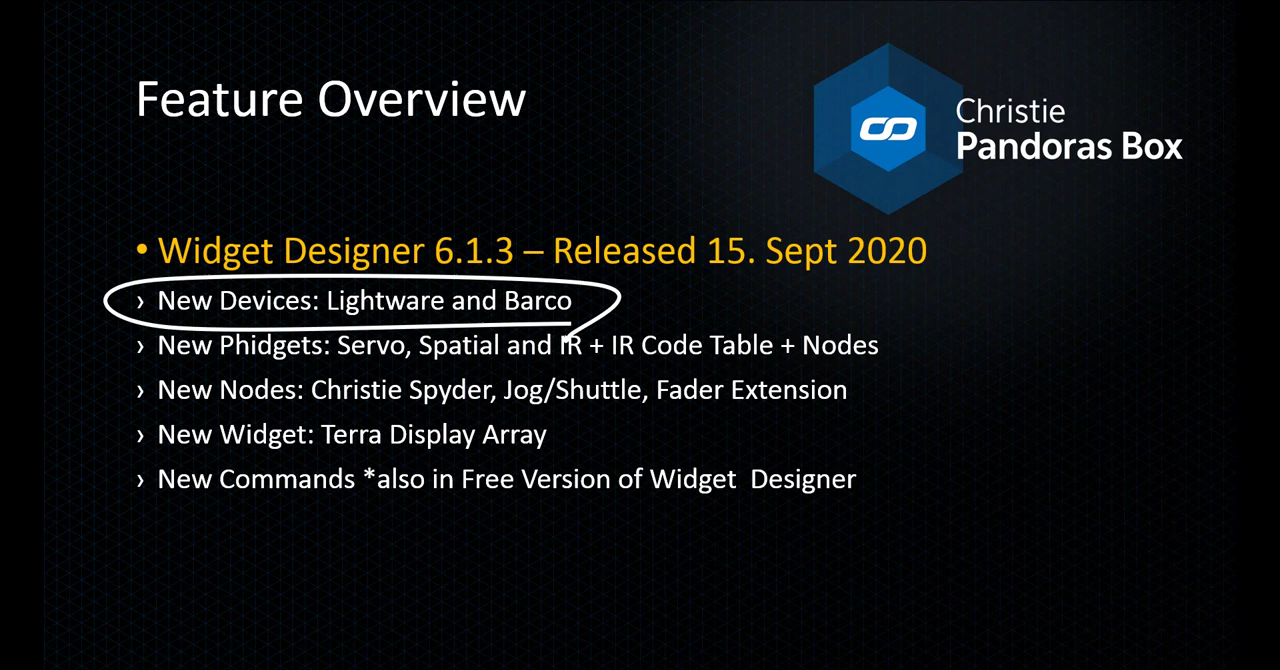 Feature Overview
Christie
Pandoras Box
• Widget Designer 6.1.3 – Released 15. Sept 2020
› New Devices: Lightware and Barco
› New Phidgets: Servo, Spatial and IR + IR Code Table + Nodes
› New Nodes: Christie Spyder, Jog/Shuttle, Fader Extension
› New Widget: Terra Display Array
› New Commands *also in Free Version of Widget  Designer